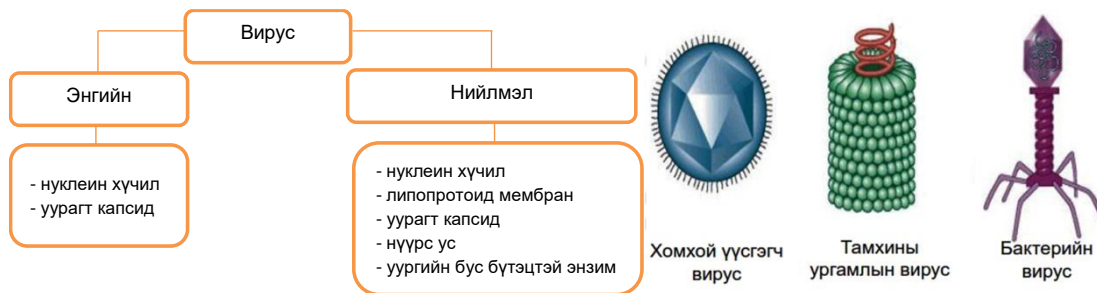 Вирус
Энгийн
Нийлмэл
- нуклеин хүчил
- уурагт капсид
- нуклеин хүчил
- липопротоид мембран
- уурагт капсид
- нүүрс ус
- уургийн бус бүтэцтэй энзим
Хомхой үүсгэгч
вирус
Тамхины
ургамлын вирус
Бактерийн
вирус